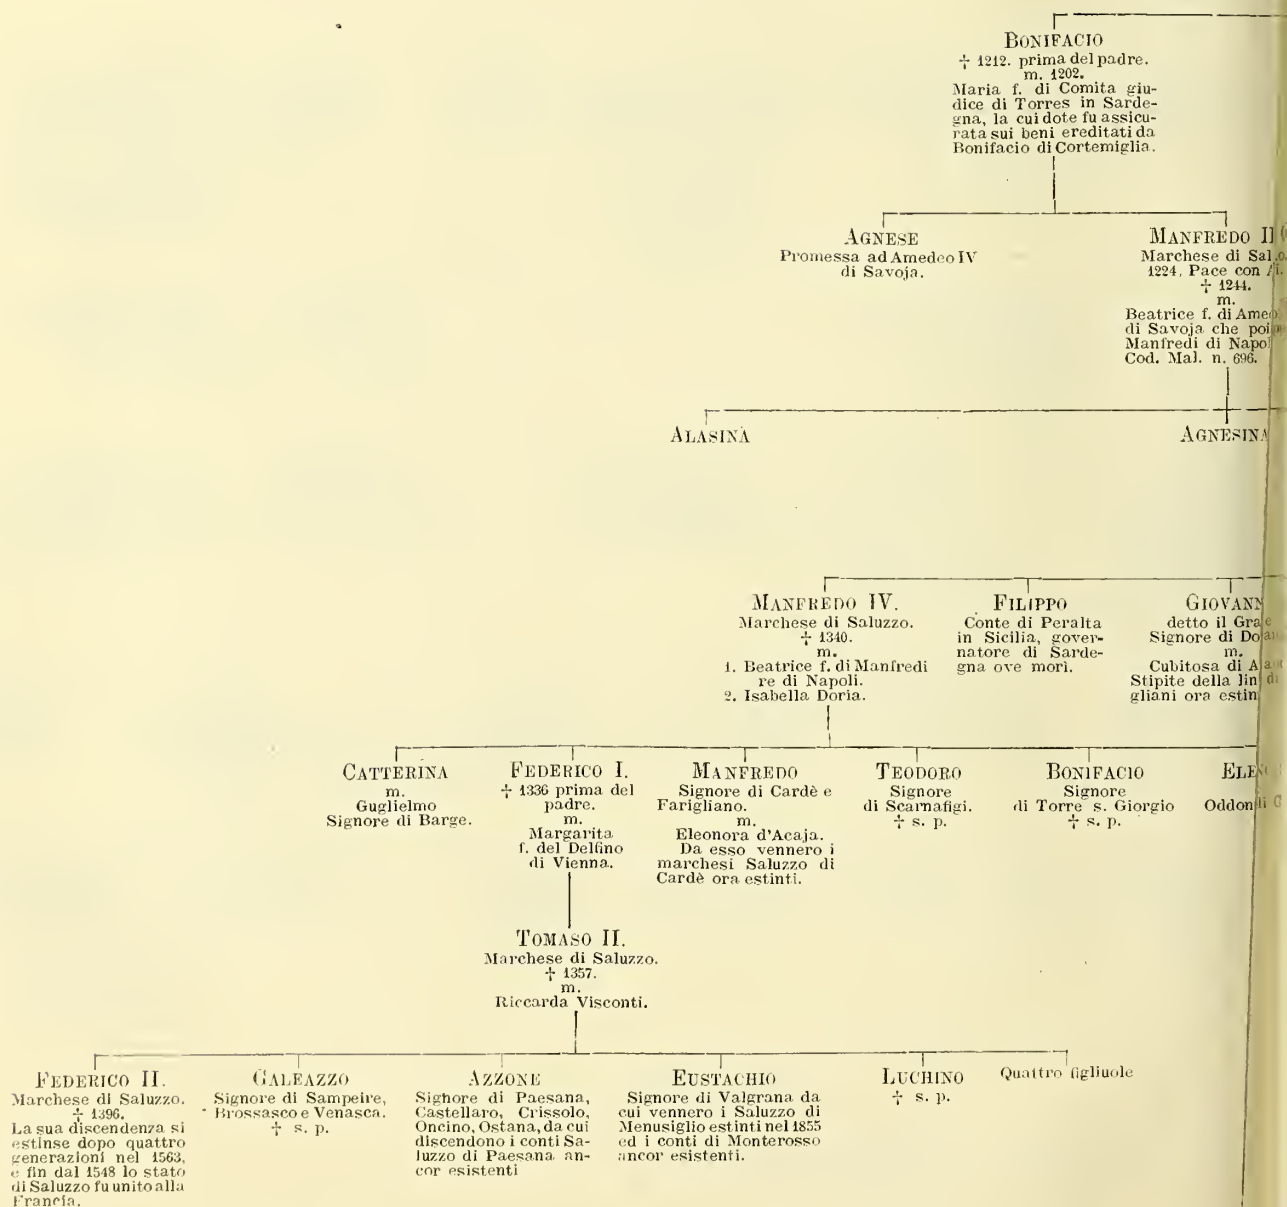 BONIFACIO
† 1212. prima del padre.
m. 1202.
Maria f. di Comita giu-
dice di Torres in Sarde-
gna, la cui dote fu assicu-
rata sui beni ereditati da
Bonifacio di Cortemiglia.
AGNESE
Promessa ad Amedeo IV
di Savoja.
MANFREDO II
Marchese di Sal
1224, Pace con
† 1244.
m.
Beatrice f. di Ame
di Savoja che poi
Manfredi di Napol
Cod. Mal. n. 696.
ALASINA
AGNESINA
MANFREDO IV.
Marchese di Saluzzo.
† 1340.
m.
1. Beatrice f. di Manfredi
re di Napoli.
2. Isabella Doria.
FILIPPO
Conte di Peralta
in Sicilia, gover-
natore di Sarde-
gna ove morì.
GIOVANN
detto il Gra
Signore di Do
m.
Cubitosa di A
Stipite della lin
gliani ora estin
CATTERINA
m.
Guglielmo
Signore di Barge.
FEDERICO I.
† 1336 prima del
padre.
m.
Margarita
f. del Delfino
di Vienna.
MANFREDO
Signore di Cardè e
Farigliano.
m.
Eleonora d'Acaja.
Da esso vennero i
marchesi Saluzzo di
Cardè ora estinti.
TEODORO
Signore
di Scarnafigi.
† s. p.
BONIFACIO
Signore
di Torre s. Giorgio
† s. p.
ELE
Oddon
TOMASO II.
Marchese di Saluzzo.
† 1357.
m.
Riccarda Visconti.
FEDERICO II.
Marchese di Saluzzo.
† 1396.
La sua discendenza si
estinse dopo quattro
generazioni nel 1563,
e fin dal 1548 lo stato
di Saluzzo fu unito alla
Francia.
GALEAZZO
Signore di Sampeire,
Brossasco e Venasca.
† s. p.
AZZONE
Signore di Paesana,
Castellaro, Crissolo,
Oncino, Ostana, da cui
discendono i conti Sa-
luzzo di Paesana an-
cor esistenti
EUSTACHIO
Signore di Valgrana da
cui vennero i Saluzzo di
Menusiglio estinti nel 1855
ed i conti di Monterosso
ancor esistenti.
LUCHINO
† s. p.
Quattro figliuole